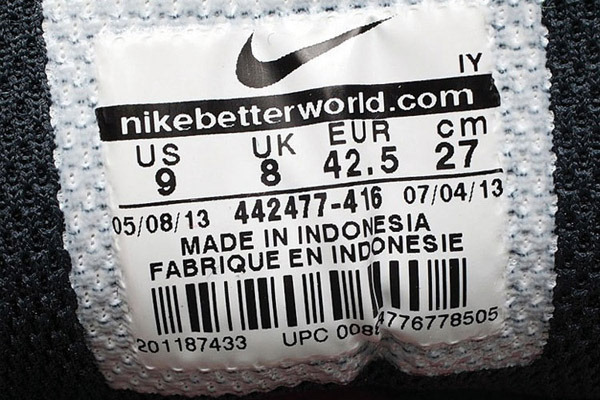 IY
nikebetterworld.com
US UK EUR cm
9 8 42.5 27
05/08/13 442477-416 07/04/13
MADE IN INDONESIA
FABRIQUE EN INDONESIE
201187433 UPC 4776778505